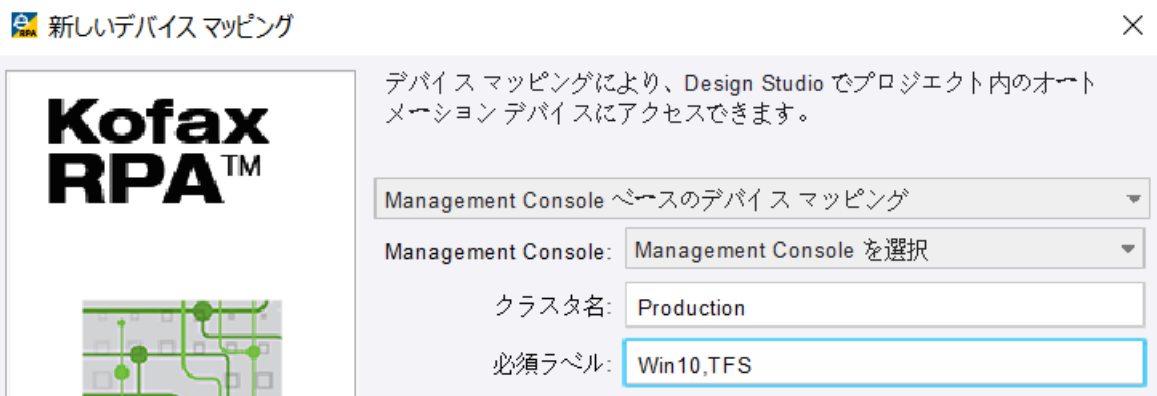 新しいデバイス マッピング
Kofax
RPA™
デバイス マッピングにより、Design Studio でプロジェクト内のオート
メーション デバイスにアクセスできます。
Management Console ベースのデバイス マッピング
Management Console: Management Console を選択
クラスタ名: Production
必須ラベル: Win10,TFS